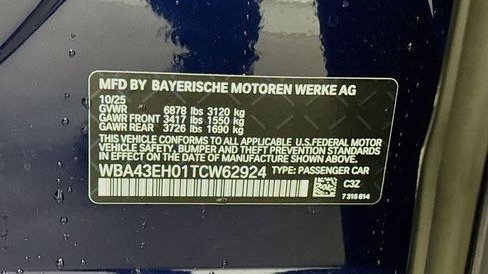 MFD BY BAYERISCHE MOTOREN WERKE AG
10/25
GVWR 6878 lbs 3120 kg
GAWR FRONT 3417 lbs 1550 kg
GAWR REAR 3726 lbs 1690 kg
THIS VEHICLE CONFORMS TO ALL APPLICABLE U.S.FEDERAL MOTOR
VEHICLE SAFETY, BUMPER AND THEFT PREVENTION STANDARDS
IN EFFECT ON THE DATE OF MANUFACTURE SHOWN ABOVE.
WBA43EH01TCW62924 TYPE: PASSENGER CAR
C3Z
7 315 814